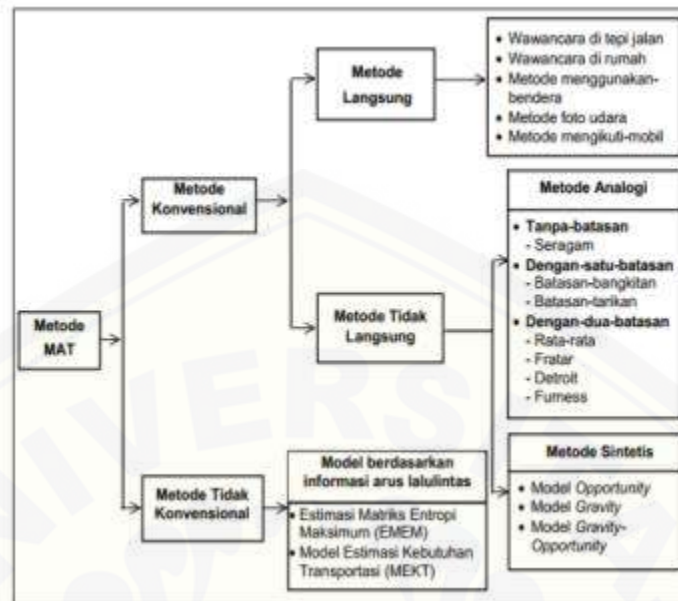 Metode
MAT
Metode
Konvensional
Metode Tidak
Konvensional
Metode
Langsung
Metode Tidak
Langsung
• Wawancara di tepi jalan
• Wawancara di rumah
• Metode menggunakan-
bendera
• Metode foto udara
• Metode mengikuti-mobil
Metode Analogi
• Tanpa-batasan
- Seragam
• Dengan-satu-batasan
- Batasan-bangkitan
- Batasan-tarikan
• Dengan-dua-batasan
- Rata-rata
- Fratar
- Detroit
- Furness
Metode Sintetis
• Model Opportunity
• Model Gravity
• Model Gravity-
Opportunity
Model berdasarkan
informasi arus lalulintas
• Estimasi Matriks Entropi
Maksimum (EMEM)
• Model Estimasi Kebutuhan
Transportasi (MEKT)